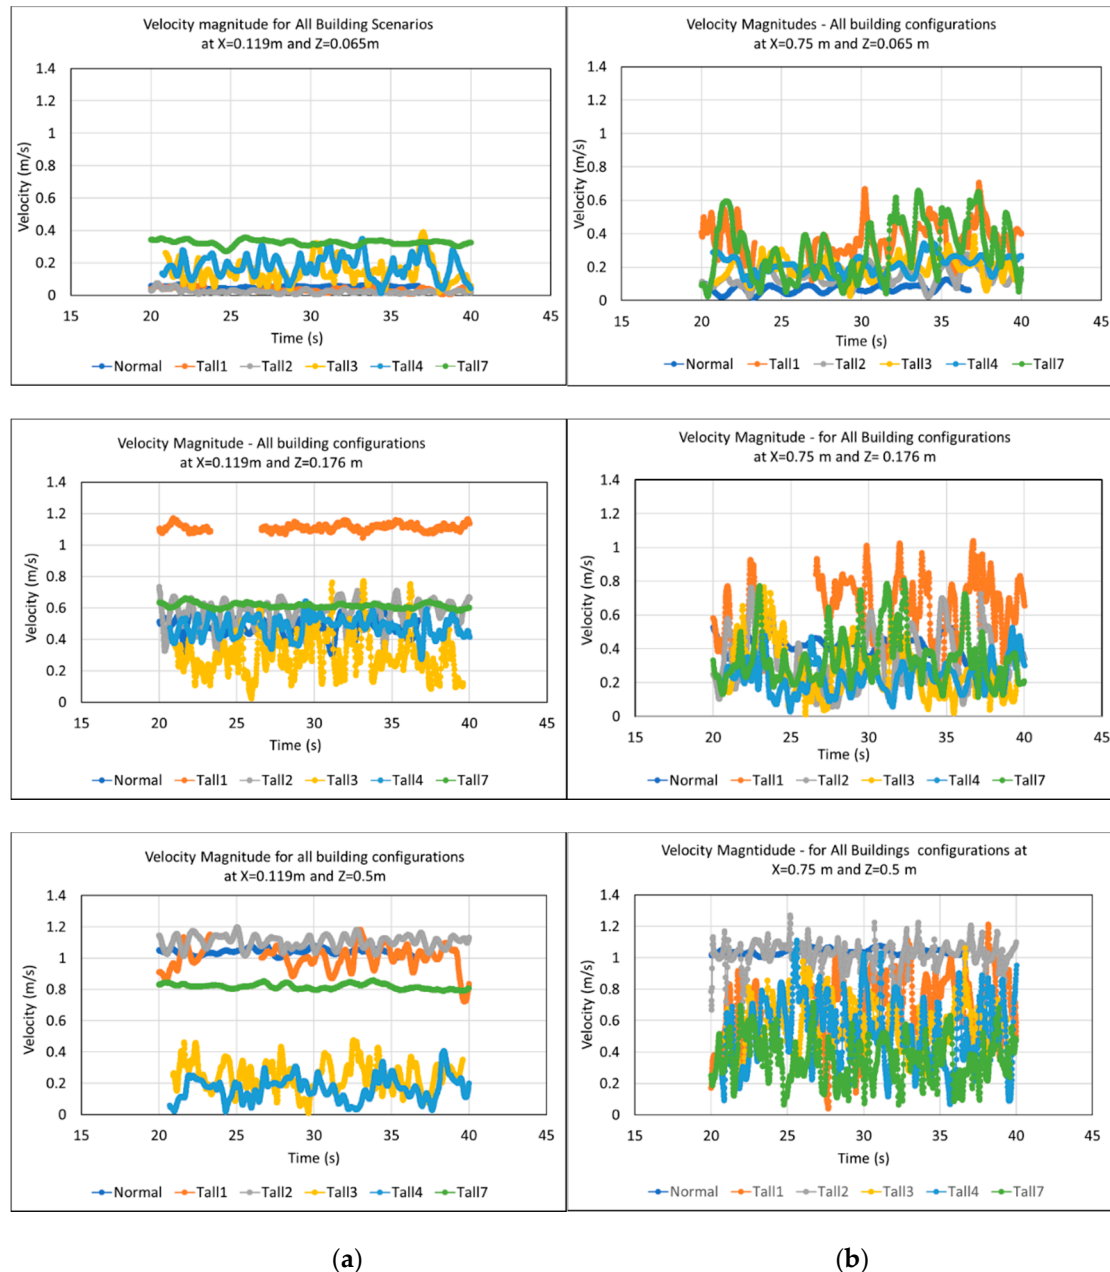 Velocity magnitude for All Building Scenarios
at X=0.119m and Z=0.065m
1.4
1.2
1
0.8
0.6
0.4
0.2
0
Velocity (m/s)
15 20 25 30 35 40 45
Time (s)
Normal Tall1 Tall2 Tall3 Tall4 Tall7
Velocity Magnitudes - All building configurations
at X=0.75 m and Z=0.065 m
1.4
1.2
1
0.8
0.6
0.4
0.2
0
Velocity (m/s)
15 20 25 30 35 40 45
Time (s)
Normal Tall1 Tall2 Tall3 Tall4 Tall7
Velocity Magnitude - All building configurations
at X=0.119m and Z=0.176 m
1.4
1.2
1
0.8
0.6
0.4
0.2
0
Velocity (m/s)
15 20 25 30 35 40 45
Time (s)
Normal Tall1 Tall2 Tall3 Tall4 Tall7
Velocity Magnitude - for All Building configurations
at X=0.75 m and Z= 0.176 m
1.4
1.2
1
0.8
0.6
0.4
0.2
0
Velocity (m/s)
15 20 25 30 35 40 45
Time (s)
Normal Tall1 Tall2 Tall3 Tall4 Tall7
Velocity Magnitude for all building configurations
at X=0.119m and Z=0.5m
1.4
1.2
1
0.8
0.6
0.4
0.2
0
Velocity (m/s)
15 20 25 30 35 40 45
Time (s)
Normal Tall1 Tall2 Tall3 Tall4 Tall7
Velocity Magntidude - for All Buildings configurations at
X=0.75 m and Z=0.5 m
1.4
1.2
1
0.8
0.6
0.4
0.2
0
Velocity (m/s)
15 20 25 30 35 40 45
Time (s)
Normal Tall1 Tall2 Tall3 Tall4 Tall7
(a) (b)